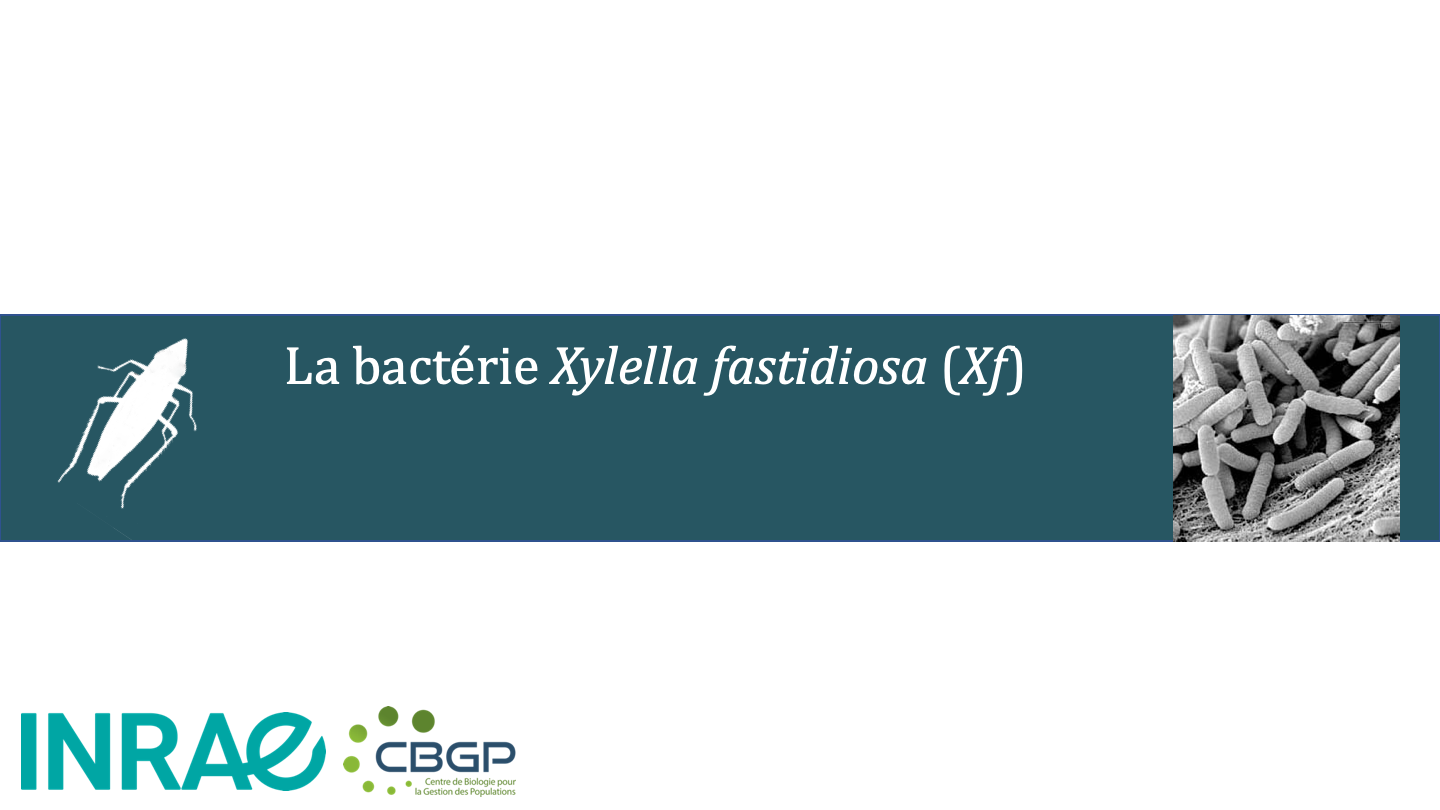 La bactérie Xylella fastidiosa (Xf)
INRAE
CBGP
Centre de Biologie pour
la Gestion des Populations